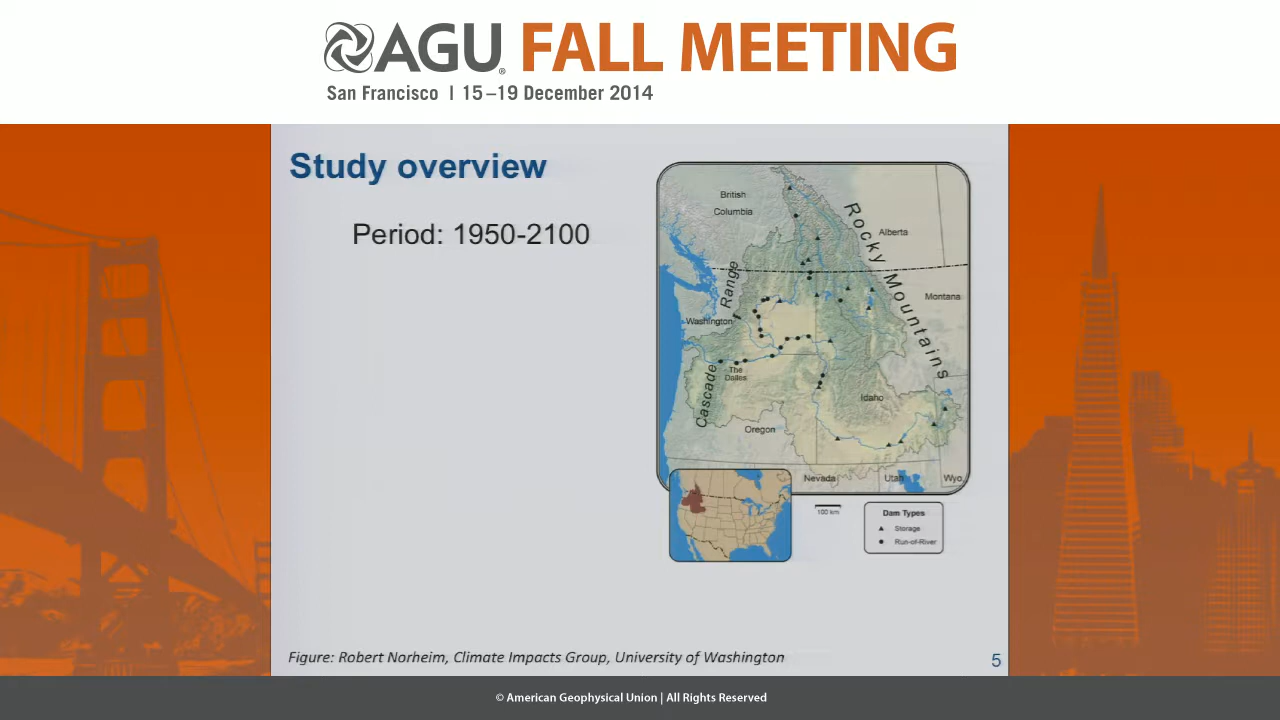 AGU FALL MEETING
San Francisco | 15–19 December 2014
Study overview
Period: 1950-2100
British
Columbia
Alberta
Rocky Mountains
Montana
Washington
Cascade Range
The
Dalles
Idaho
Oregon
Nevada
Utah
Wyo.
100 km
Dam Types
Storage
Run-of-River
Figure: Robert Norheim, Climate Impacts Group, University of Washington
5
© American Geophysical Union | All Rights Reserved